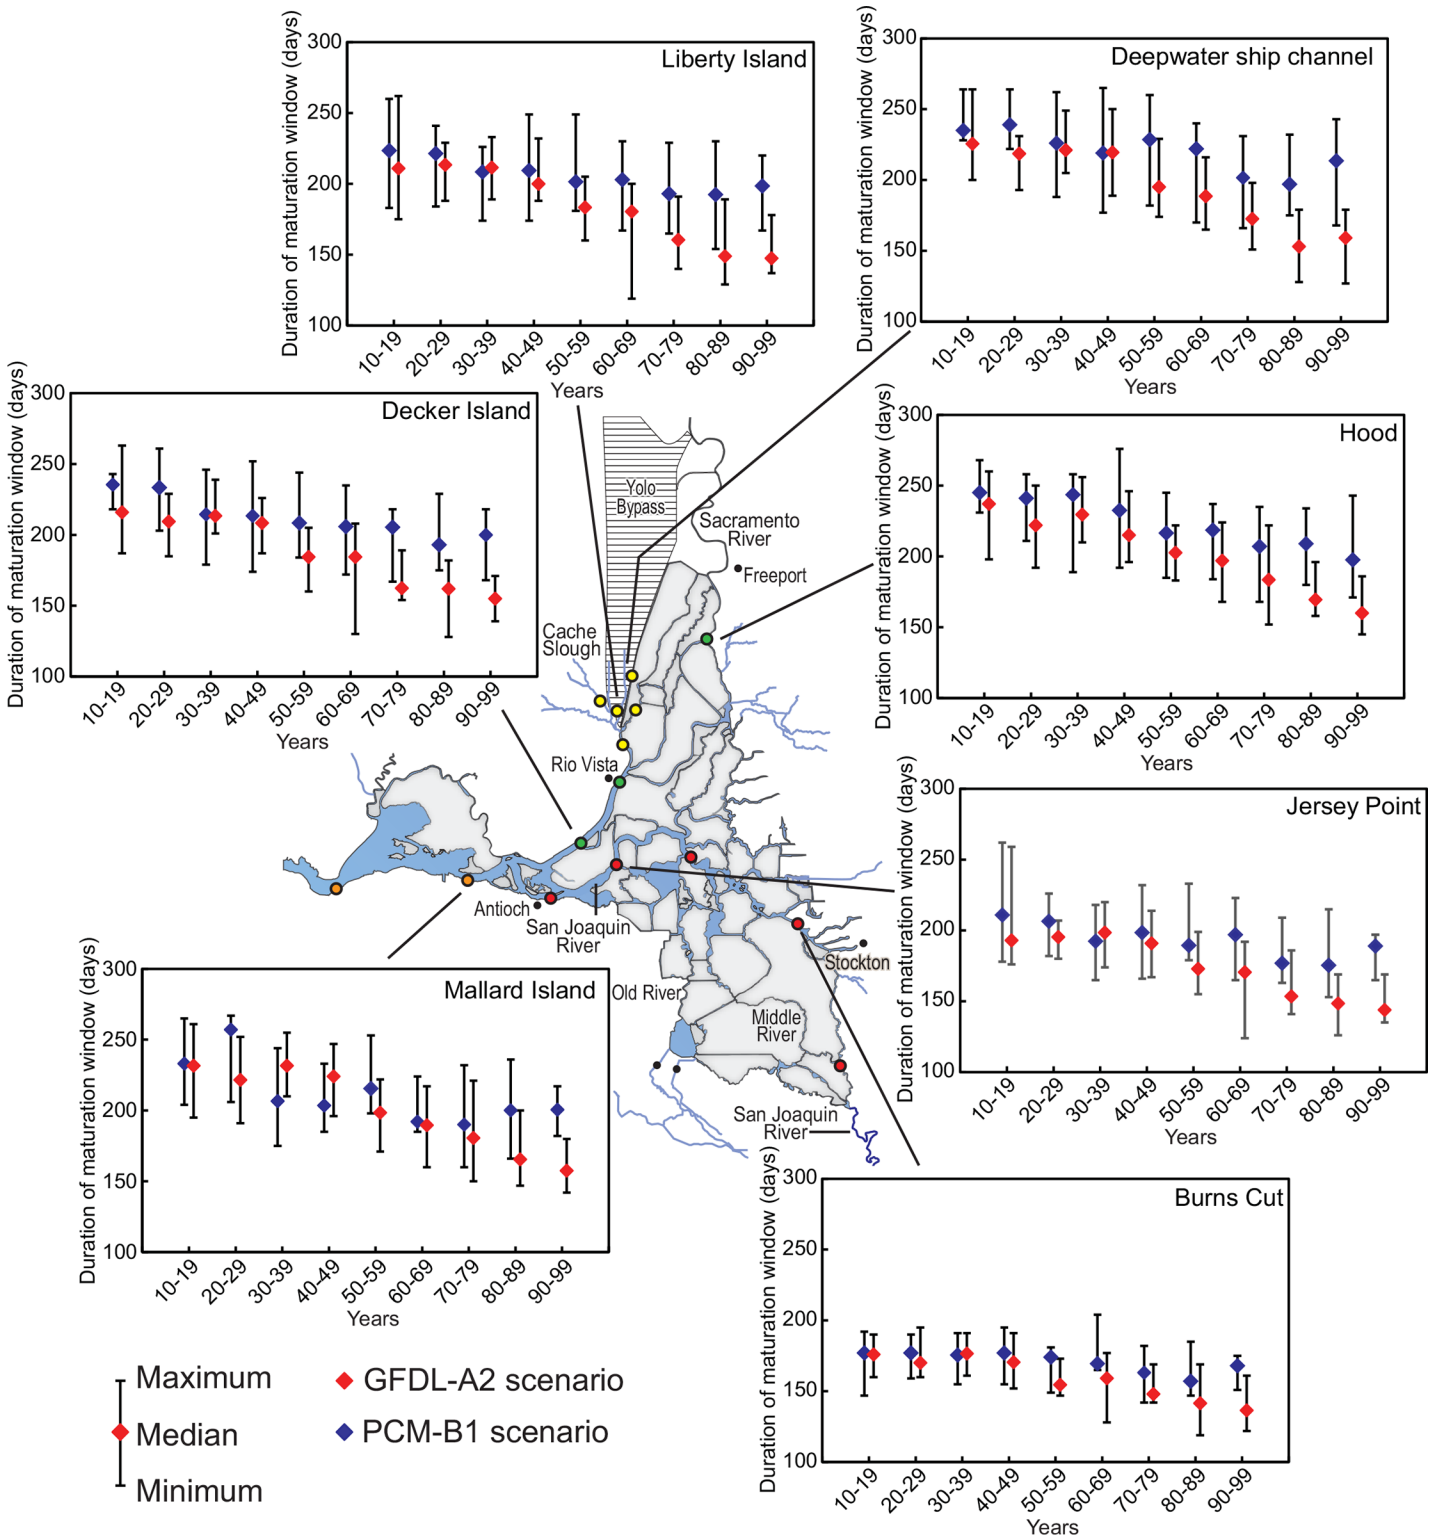 Liberty Island
Duration of maturation window (days)
300
250
200
150
100
10-19
20-29
30-39
40-49
50-59
60-69
70-79
80-89
90-99
Years
Deepwater ship channel
Duration of maturation window (days)
300
250
200
150
100
10-19
20-29
30-39
40-49
50-59
60-69
70-79
80-89
90-99
Years
Decker Island
Duration of maturation window (days)
300
250
200
150
100
10-19
20-29
30-39
40-49
50-59
60-69
70-79
80-89
90-99
Years
Hood
Duration of maturation window (days)
300
250
200
150
100
10-19
20-29
30-39
40-49
50-59
60-69
70-79
80-89
90-99
Years
Yolo
Bypass
Sacramento
River
Freeport
Cache
Slough
Rio Vista
Antioch
San Joaquin
River
Stockton
Old River
Middle
River
San Joaquin
River
Jersey Point
Duration of maturation window (days)
300
250
200
150
100
10-19
20-29
30-39
40-49
50-59
60-69
70-79
80-89
90-99
Years
Mallard Island
Duration of maturation window (days)
300
250
200
150
100
10-19
20-29
30-39
40-49
50-59
60-69
70-79
80-89
90-99
Years
Burns Cut
Duration of maturation window (days)
300
250
200
150
100
10-19
20-29
30-39
40-49
50-59
60-69
70-79
80-89
90-99
Years
Maximum
Median
Minimum
GFDL-A2 scenario
PCM-B1 scenario